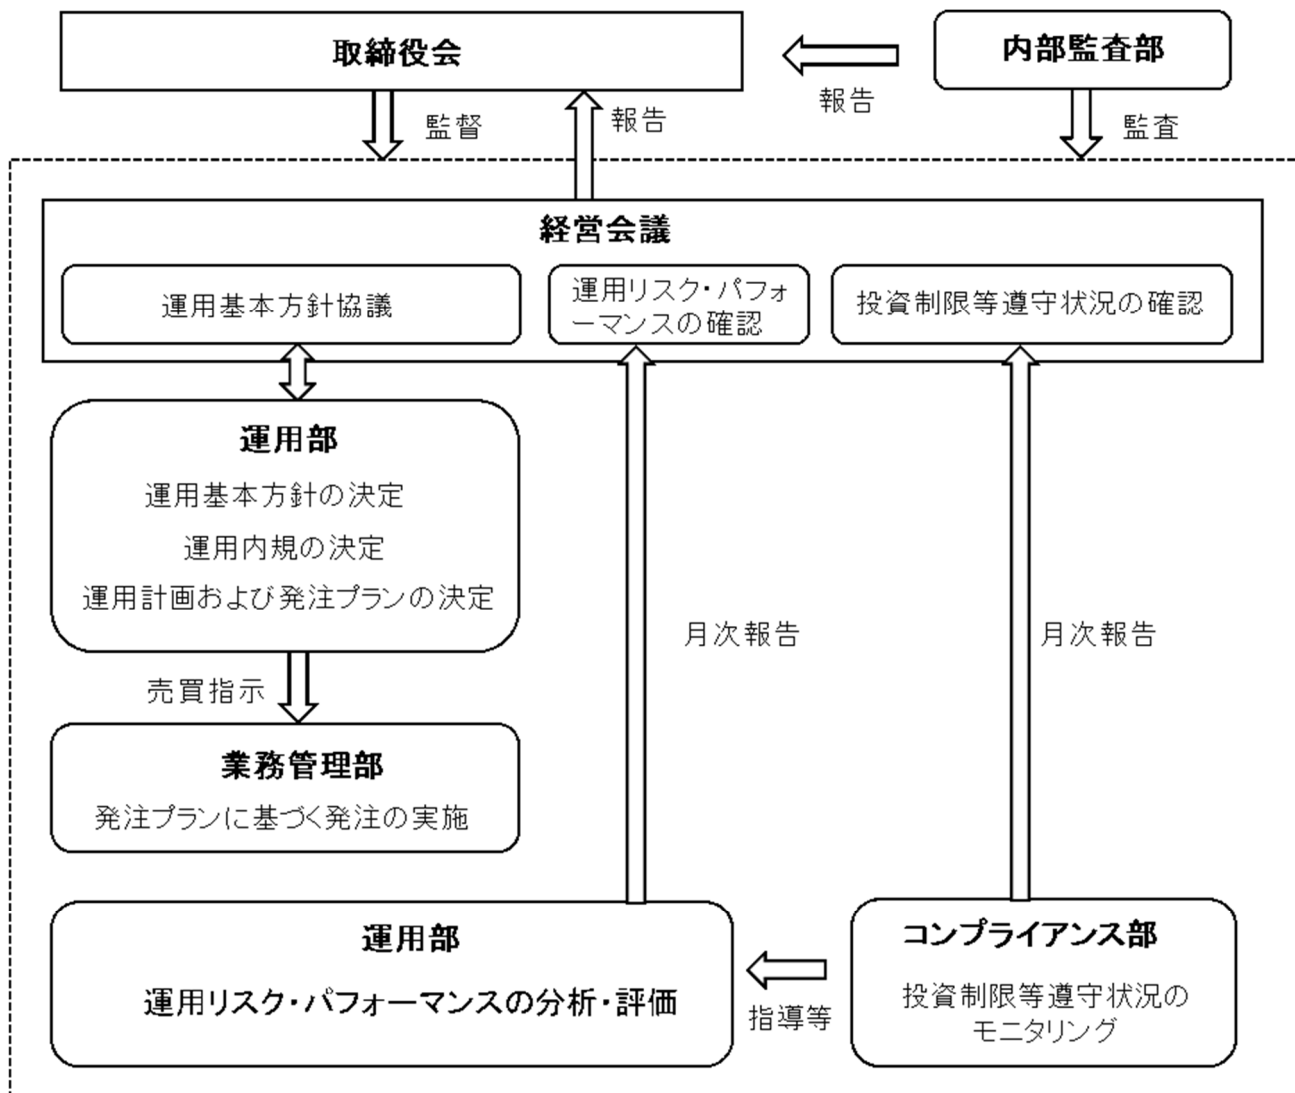 取締役会
内部監査部
報告
監督
報告
監査
経営会議
運用基本方針協議
運用リスク・パフォ
ーマンスの確認
投資制限等遵守状況の確認
運用部
運用基本方針の決定
運用内規の決定
運用計画および発注プランの決定
月次報告
月次報告
売買指示
業務管理部
発注プランに基づく発注の実施
運用部
運用リスク・パフォーマンスの分析・評価
指導等
コンプライアンス部
投資制限等遵守状況の
モニタリング